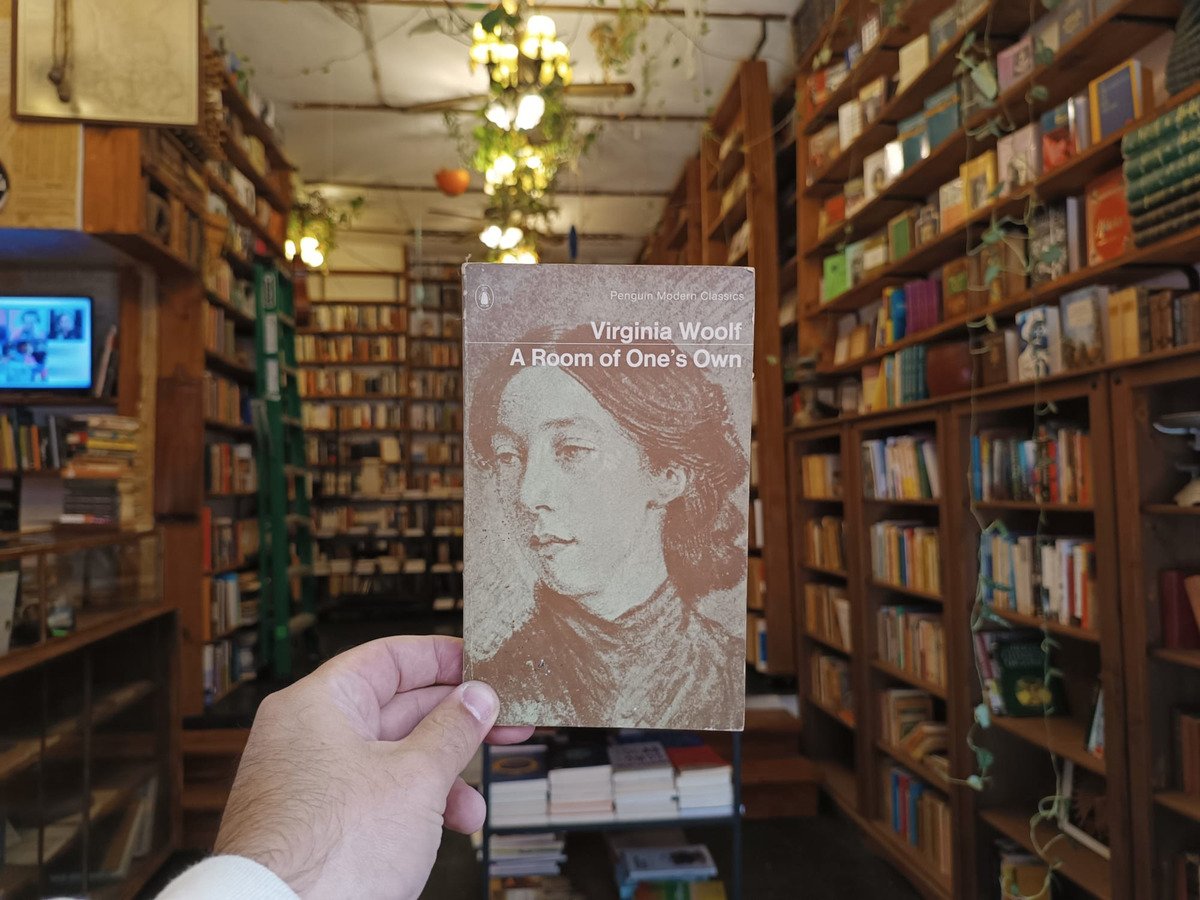 Penguin Modern Classics
Virginia Woolf
A Room of One's Own